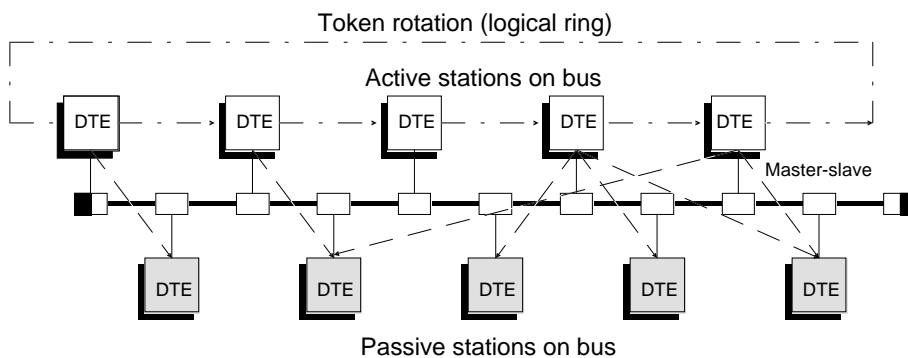 Token rotation (logical ring)
Active stations on bus
DTE DTE DTE DTE DTE
Master-slave
DTE DTE DTE DTE DTE
Passive stations on bus